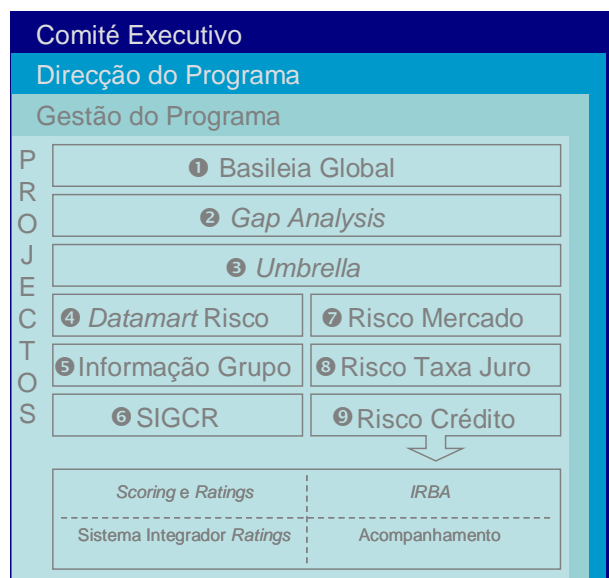 Comité Executivo
Direcção do Programa
Gestão do Programa
PROJECTOS
❶ Basileia Global
❷ Gap Analysis
❸ Umbrella
❹ Datamart Risco
❼ Risco Mercado
❺ Informação Grupo
❽ Risco Taxa Juro
❻ SIGCR
❾ Risco Crédito
Scoring e Ratings
IRBA
Sistema Integrador Ratings
Acompanhamento